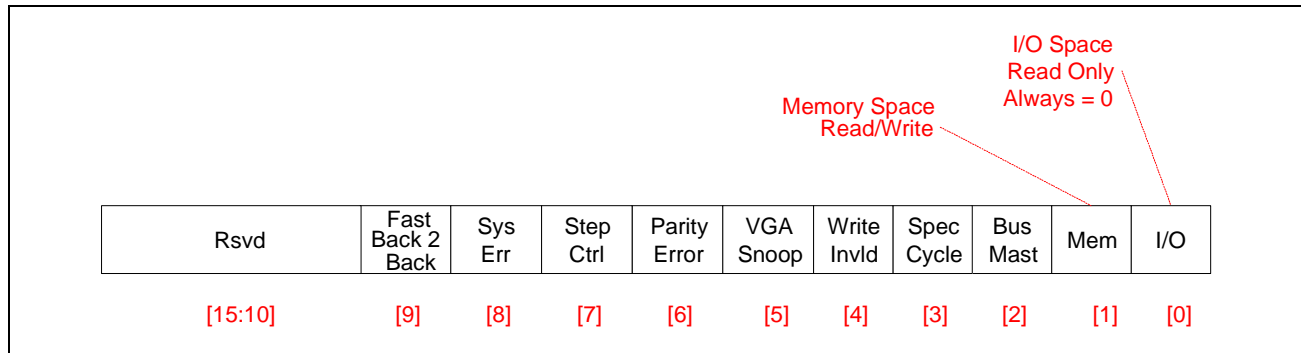 I/O Space
Read Only
Always = 0
Memory Space
Read/Write
Rsvd
Fast
Back 2
Back
Sys
Err
Step
Ctrl
Parity
Error
VGA
Snoop
Write
Invld
Spec
Cycle
Bus
Mast
Mem
I/O
[15:10]
[9]
[8]
[7]
[6]
[5]
[4]
[3]
[2]
[1]
[0]